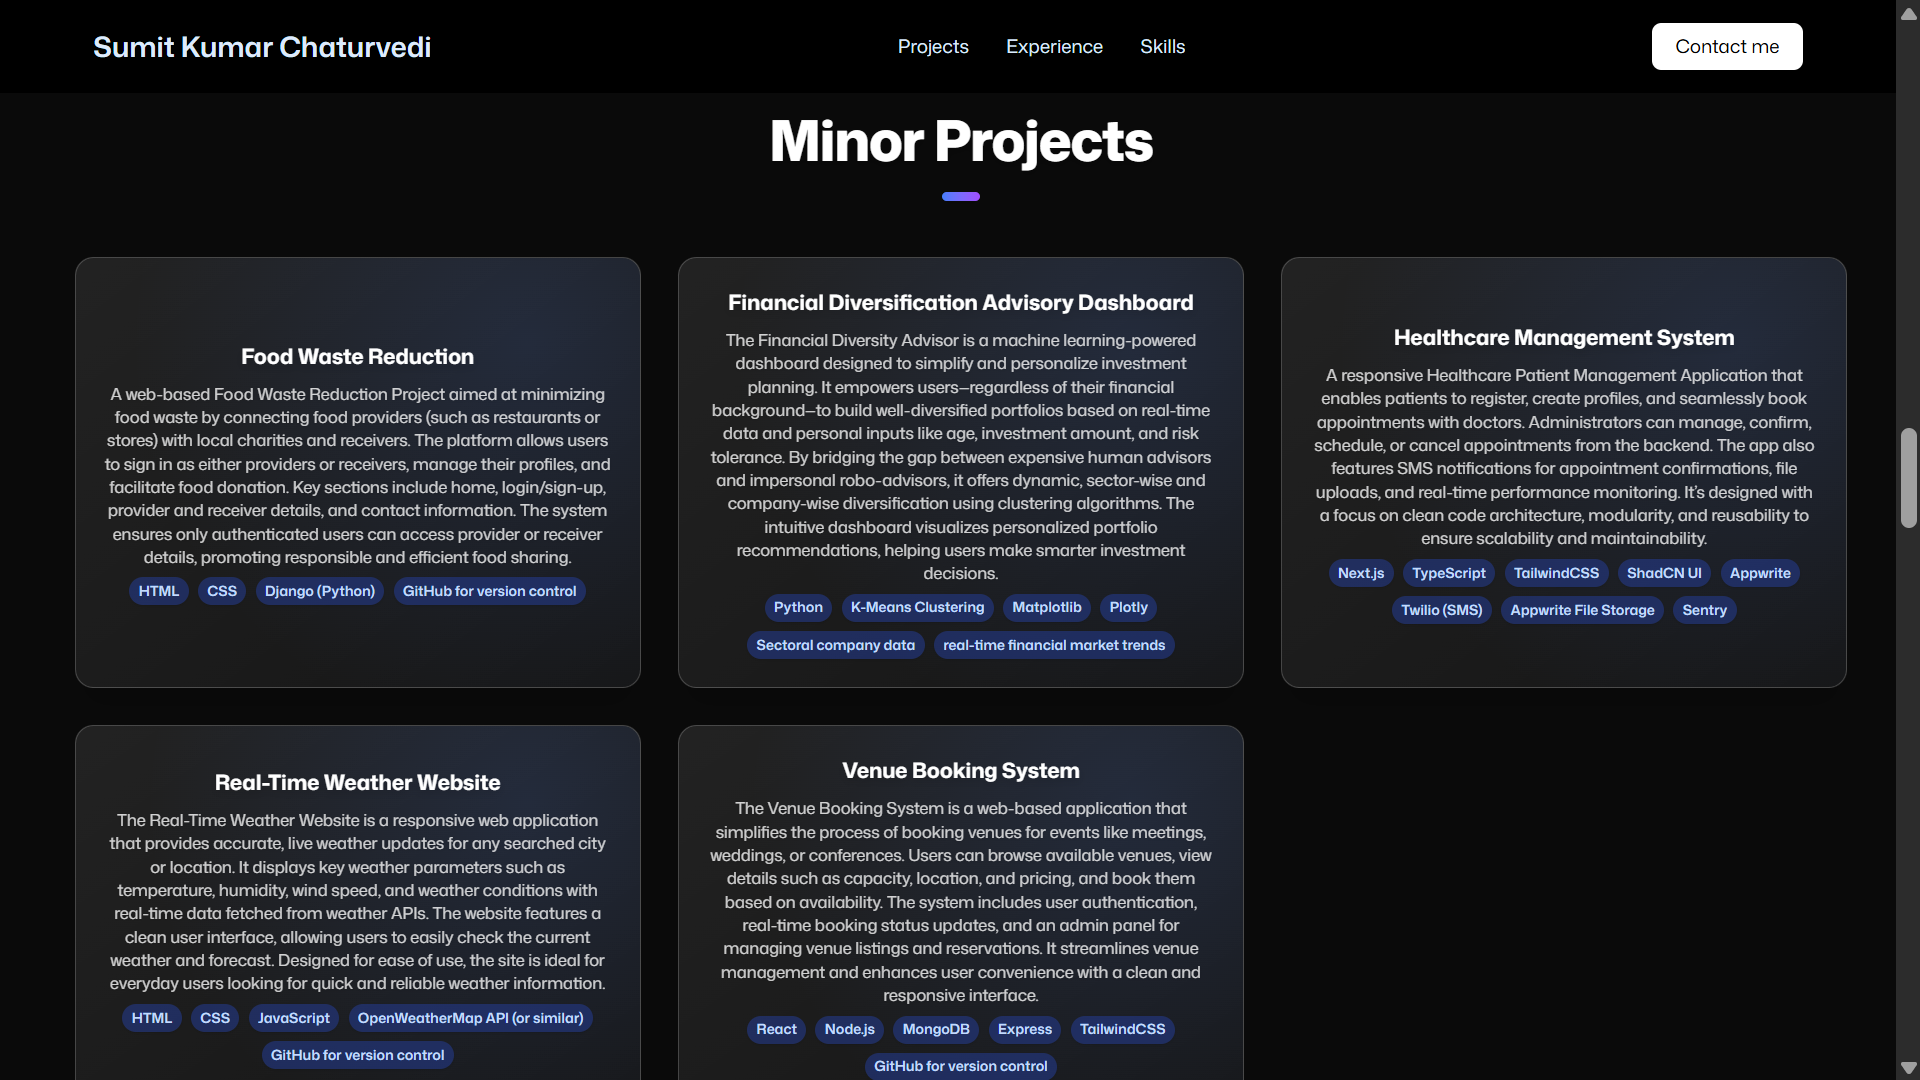 Sumit Kumar Chaturvedi
Projects
Experience
Skills
Contact me
Minor Projects
Food Waste Reduction
A web-based Food Waste Reduction Project aimed at minimizing
food waste by connecting food providers (such as restaurants or
stores) with local charities and receivers. The platform allows users
to sign in as either providers or receivers, manage their profiles, and
facilitate food donation. Key sections include home, login/sign-up,
provider and receiver details, and contact information. The system
ensures only authenticated users can access provider or receiver
details, promoting responsible and efficient food sharing.
HTML
CSS
Django (Python)
GitHub for version control
Financial Diversification Advisory Dashboard
The Financial Diversity Advisor is a machine learning-powered
dashboard designed to simplify and personalize investment
planning. It empowers users—regardless of their financial
background—to build well-diversified portfolios based on real-time
data and personal inputs like age, investment amount, and risk
tolerance. By bridging the gap between expensive human advisors
and impersonal robo-advisors, it offers dynamic, sector-wise and
company-wise diversification using clustering algorithms. The
intuitive dashboard visualizes personalized portfolio
recommendations, helping users make smarter investment
decisions.
Python
K-Means Clustering
Matplotlib
Plotly
Sectoral company data
real-time financial market trends
Healthcare Management System
A responsive Healthcare Patient Management Application that
enables patients to register, create profiles, and seamlessly book
appointments with doctors. Administrators can manage, confirm,
schedule, or cancel appointments from the backend. The app also
features SMS notifications for appointment confirmations, file
uploads, and real-time performance monitoring. It's designed with
a focus on clean code architecture, modularity, and reusability to
ensure scalability and maintainability.
Next.js
TypeScript
TailwindCSS
ShadCN UI
Appwrite
Twilio (SMS)
Appwrite File Storage
Sentry
Real-Time Weather Website
The Real-Time Weather Website is a responsive web application
that provides accurate, live weather updates for any searched city
or location. It displays key weather parameters such as
temperature, humidity, wind speed, and weather conditions with
real-time data fetched from weather APIs. The website features a
clean user interface, allowing users to easily check the current
weather and forecast. Designed for ease of use, the site is ideal for
everyday users looking for quick and reliable weather information.
HTML
CSS
JavaScript
OpenWeatherMap API (or similar)
GitHub for version control
Venue Booking System
The Venue Booking System is a web-based application that
simplifies the process of booking venues for events like meetings,
weddings, or conferences. Users can browse available venues, view
details such as capacity, location, and pricing, and book them
based on availability. The system includes user authentication,
real-time booking status updates, and an admin panel for
managing venue listings and reservations. It streamlines venue
management and enhances user convenience with a clean and
responsive interface.
React
Node.js
MongoDB
Express
TailwindCSS
GitHub for version control